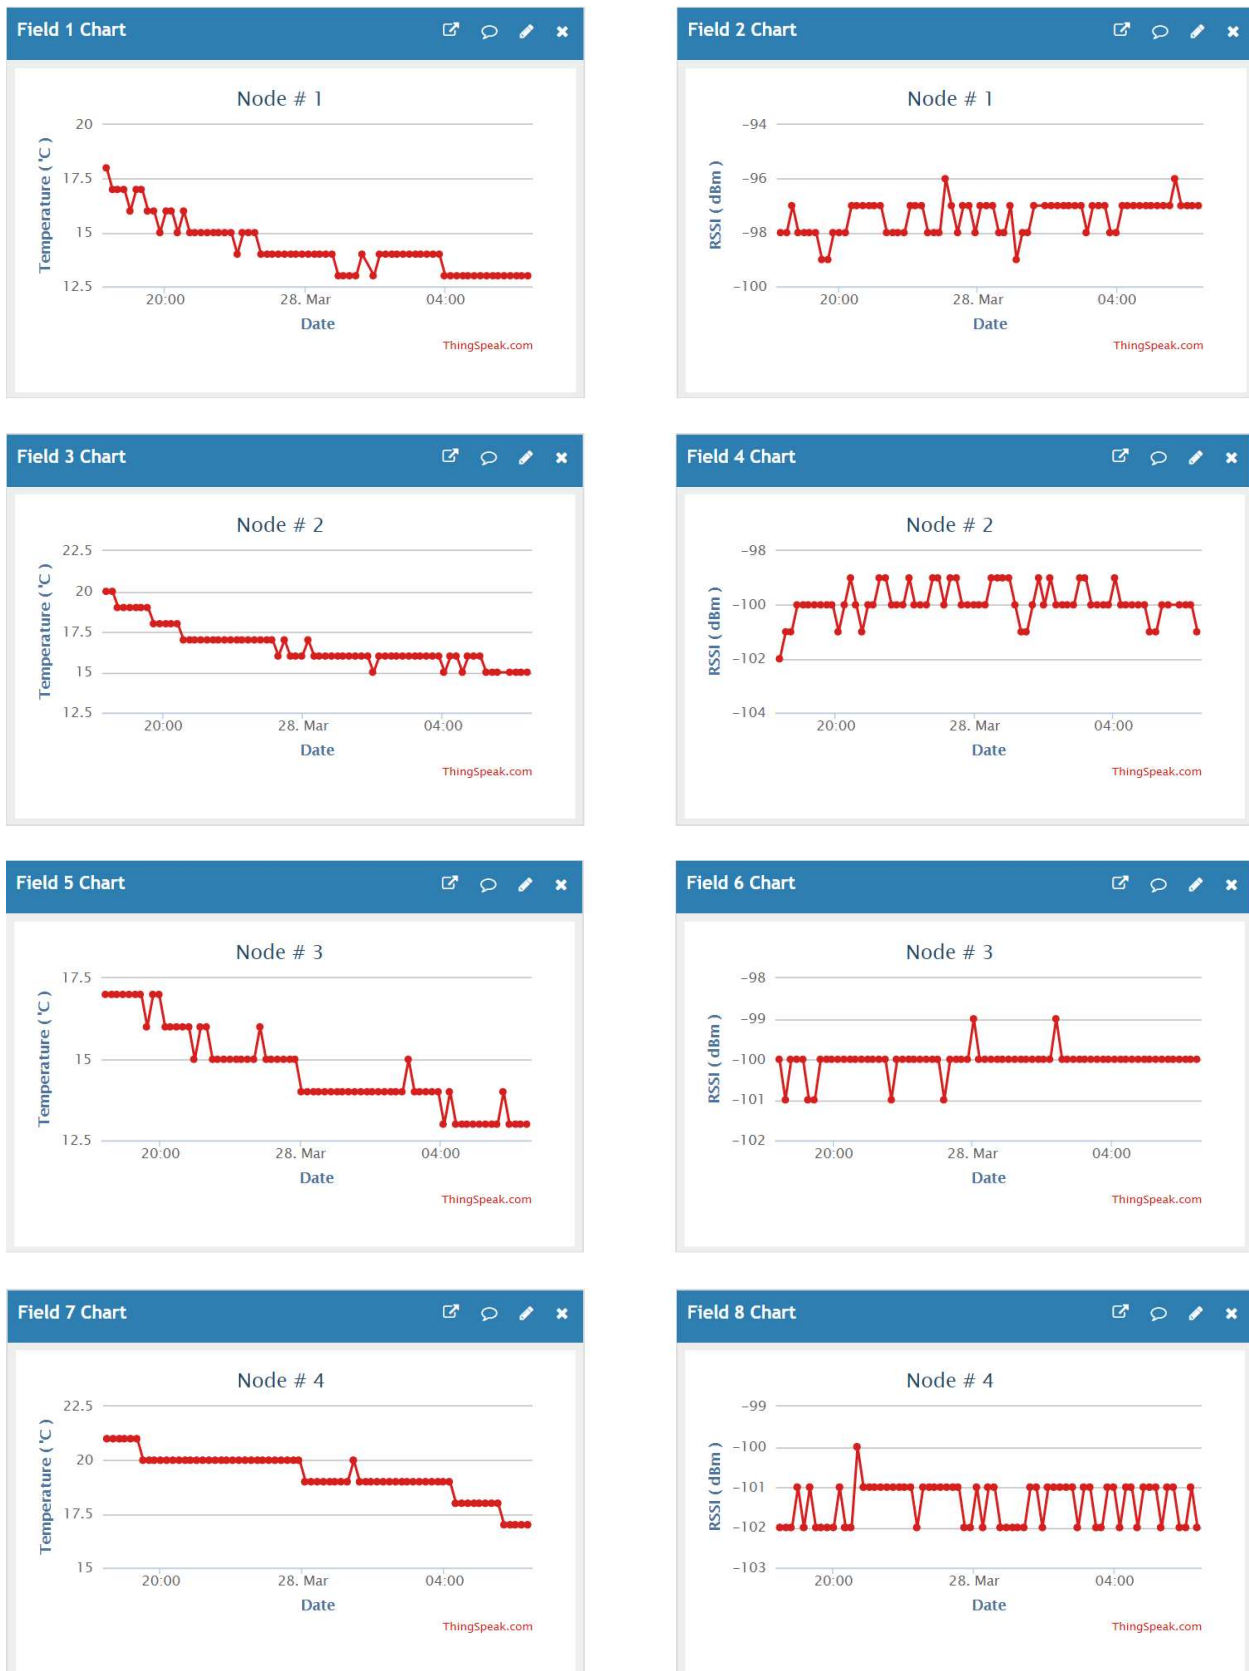 Field 1 Chart
Node # 1
Temperature ( °C )
20
17.5
15
12.5
20:00 28. Mar 04:00
Date
ThingSpeak.com
Field 2 Chart
Node # 1
RSSI ( dBm )
−94
−96
−98
−100
20:00 28. Mar 04:00
Date
ThingSpeak.com
Field 3 Chart
Node # 2
Temperature ( °C )
22.5
20
17.5
15
12.5
20:00 28. Mar 04:00
Date
ThingSpeak.com
Field 4 Chart
Node # 2
RSSI ( dBm )
−98
−100
−102
−104
20:00 28. Mar 04:00
Date
ThingSpeak.com
Field 5 Chart
Node # 3
Temperature ( °C )
17.5
15
12.5
20:00 28. Mar 04:00
Date
ThingSpeak.com
Field 6 Chart
Node # 3
RSSI ( dBm )
−98
−99
−100
−101
−102
20:00 28. Mar 04:00
Date
ThingSpeak.com
Field 7 Chart
Node # 4
Temperature ( °C )
22.5
20
17.5
15
20:00 28. Mar 04:00
Date
ThingSpeak.com
Field 8 Chart
Node # 4
RSSI ( dBm )
−99
−100
−101
−102
−103
20:00 28. Mar 04:00
Date
ThingSpeak.com